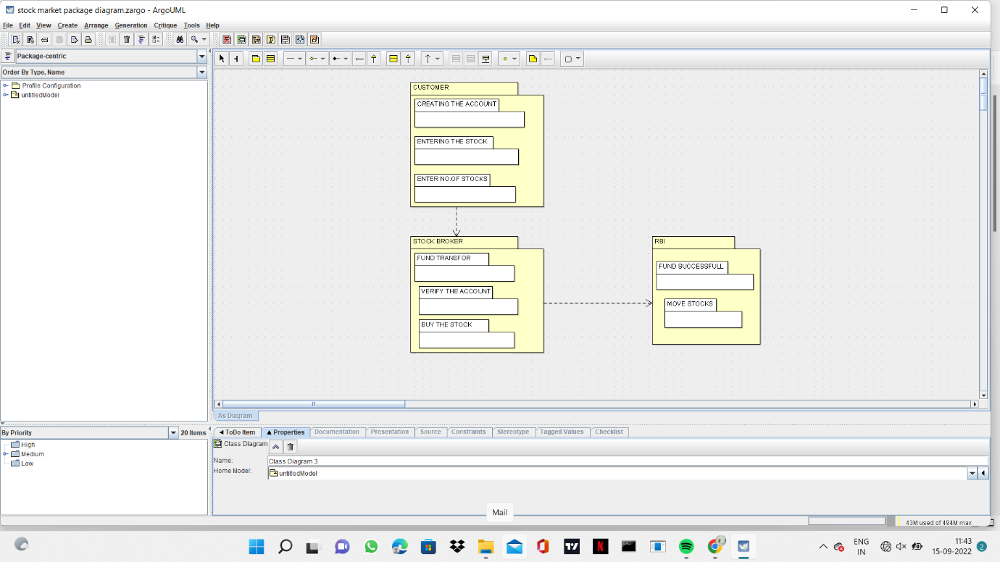 stock market package diagram.zargo - ArgoUML
File Edit View Create Arrange Generation Critique Tools Help
Package-centric
Order By Type, Name
Profile Configuration
untitledModel
CUSTOMER
CREATING THE ACCOUNT
ENTERING THE STOCK
ENTER NO.OF STOCKS
STOCK BROKER
FUND TRANSFOR
VERIFY THE ACCOUNT
BUY THE STOCK
RBI
FUND SUCCESSFULL
MOVE STOCKS
As Diagram
By Priority 20 Items
High
Medium
Low
ToDo Item Properties Documentation Presentation Source Constraints Stereotype Tagged Values Checklist
Class Diagram
Name: Class Diagram 3
Home Model: untitledModel
Mail
43M used of 494M max
ENG
IN
11:43
15-09-2022
2